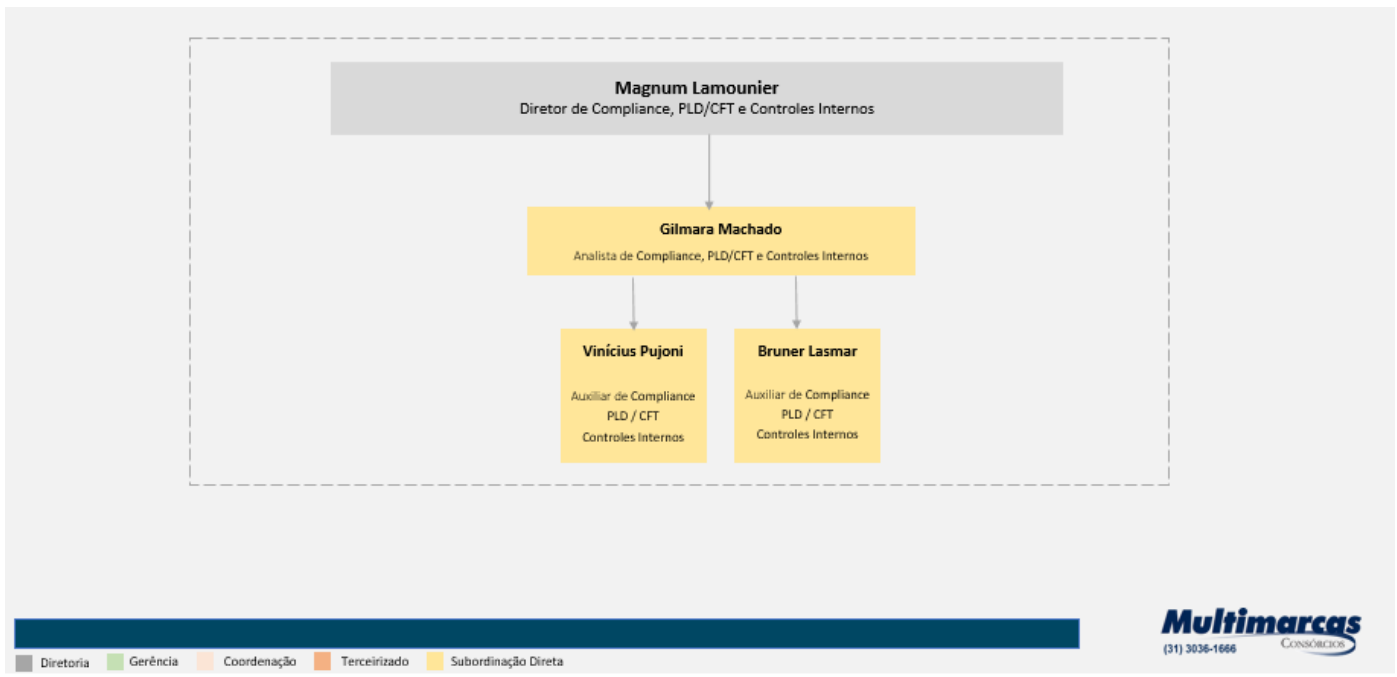 Magnum Lamounier
Diretor de Compliance, PLD/CFT e Controles Internos
Gilmara Machado
Analista de Compliance, PLD/CFT e Controles Internos
Vinícius Pujoni
Auxiliar de Compliance
PLD / CFT
Controles Internos
Bruner Lasmar
Auxiliar de Compliance
PLD / CFT
Controles Internos
Multimarcas
CONSÓRCIOS
(31) 3036-1666
Diretoria
Gerência
Coordenação
Terceirizado
Subordinação Direta